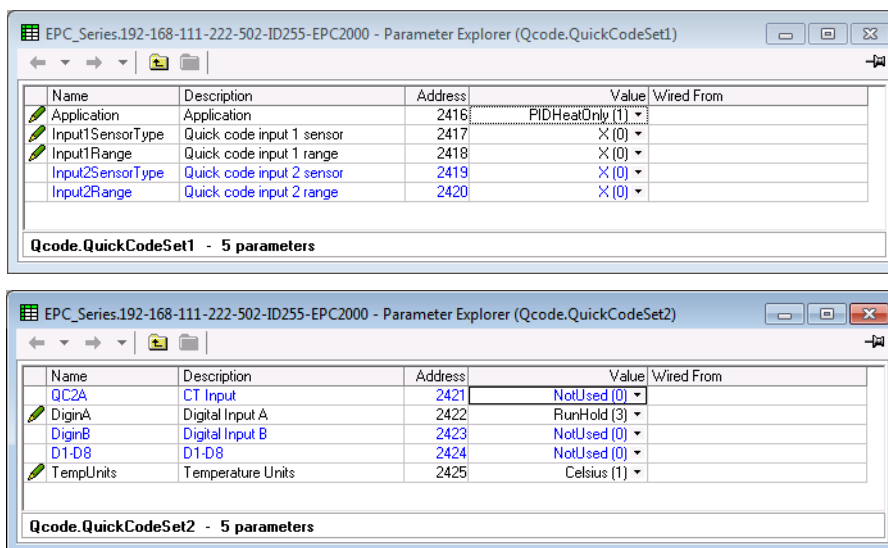 EPC_Series.192-168-111-222-502-ID255-EPC2000 - Parameter Explorer (Qcode.QuickCodeSet1)
Name Description Address Value Wired From
Application Application 2416 PIDHeatOnly (1)
Input1SensorType Quick code input 1 sensor 2417 X (0)
Input1Range Quick code input 1 range 2418 X (0)
Input2SensorType Quick code input 2 sensor 2419 X (0)
Input2Range Quick code input 2 range 2420 X (0)
Qcode.QuickCodeSet1 - 5 parameters
EPC_Series.192-168-111-222-502-ID255-EPC2000 - Parameter Explorer (Qcode.QuickCodeSet2)
Name Description Address Value Wired From
QC2A CT Input 2421 NotUsed (0)
DiginA Digital Input A 2422 RunHold (3)
DiginB Digital Input B 2423 NotUsed (0)
D1-D8 D1-D8 2424 NotUsed (0)
TempUnits Temperature Units 2425 Celsius (1)
Qcode.QuickCodeSet2 - 5 parameters